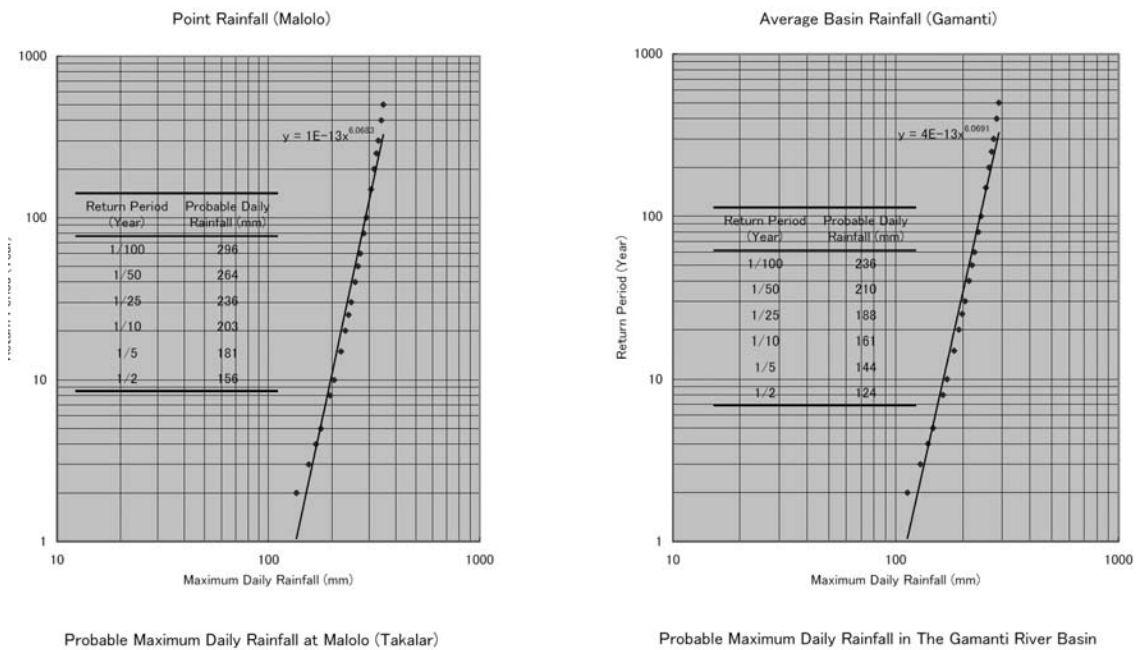 Point Rainfall (Malolo)
1000
100
10
1
10
100
1000
y = 1E-13x^6.0683
Return Period
(Year)
Probable Daily
Rainfall (mm)
1/100 296
1/50 264
1/25 236
1/10 203
1/5 181
1/2 156
Return Period (Year)
Maximum Daily Rainfall (mm)
Probable Maximum Daily Rainfall at Malolo (Takalar)
Average Basin Rainfall (Gamanti)
1000
100
10
1
10
100
1000
y = 4E-13x^6.0691
Return Period
(Year)
Probable Daily
Rainfall (mm)
1/100 236
1/50 210
1/25 188
1/10 161
1/5 144
1/2 124
Return Period (Year)
Maximum Daily Rainfall (mm)
Probable Maximum Daily Rainfall in The Gamanti River Basin